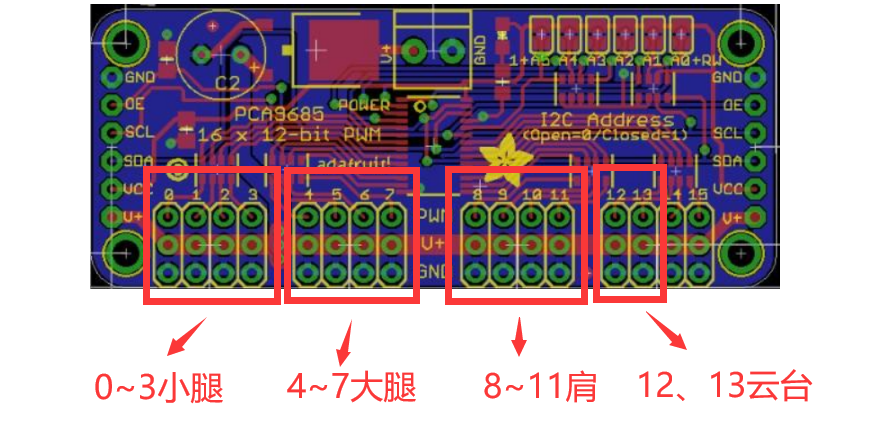 1+A5 A4 A3 A2 A1 A0+RW
V+
GND
C2
GND
GND
OE
POWER
OE
PCA9685
I2C Address
SCL
16 x 12-bit PWM
(Open=0/Closed=1)
SCL
SDA
adafruit!
SDA
VCC
0 1 2 3
4 5 6 7
8 9 10 11
12 13 14 15
VCC
V+
PWM
V+
V+
GND
0~3小腿
4~7大腿
8~11肩
12、13云台